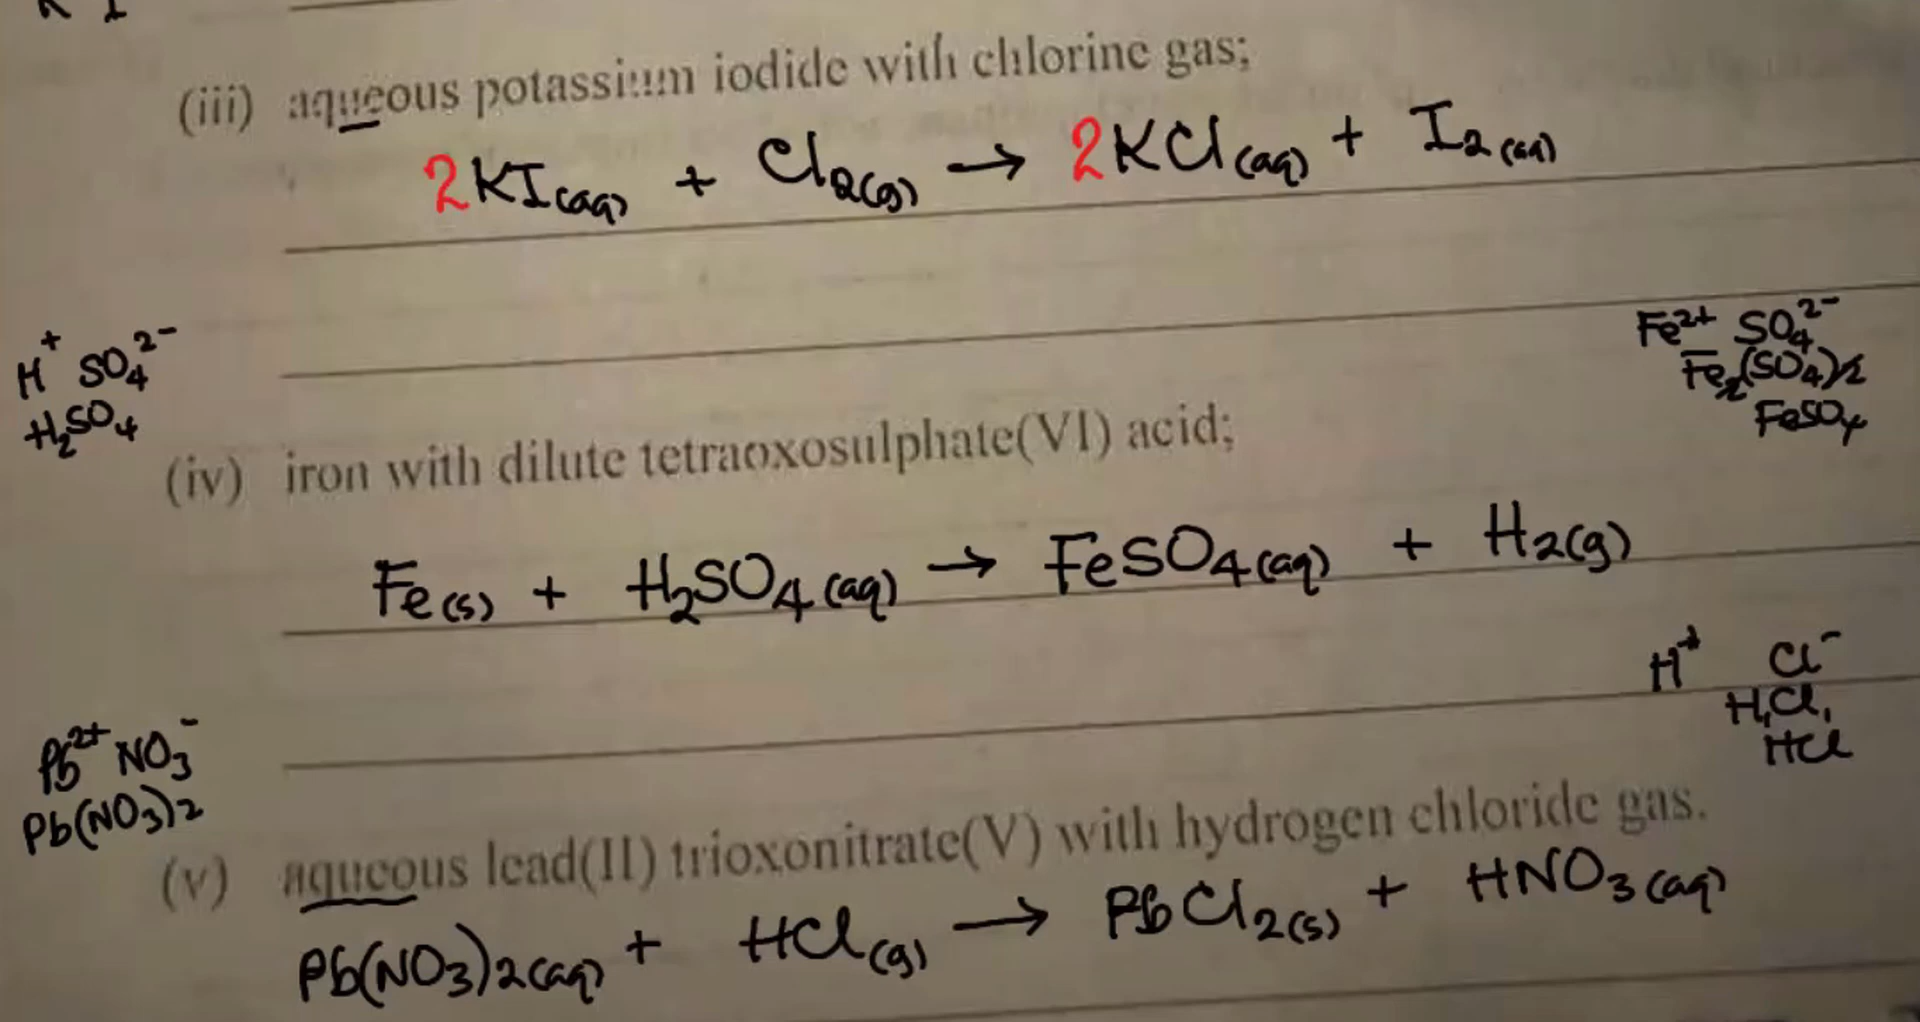 (iii) aqueous potassium iodide with chlorine gas;
2KI(aq) + Cl2(g) → 2KCl(aq) + I2(aq)
H+ SO4 2-
H2SO4
Fe2+ SO4 2-
Fe2(SO4)2
FeSO4
(iv) iron with dilute tetraoxosulphate(VI) acid;
Fe(s) + H2SO4(aq) → FeSO4(aq) + H2(g)
H+ Cl-
H1Cl1
HCl
Pb2+ NO3-
Pb(NO3)2
(v) aqueous lead(II) trioxonitrate(V) with hydrogen chloride gas.
Pb(NO3)2(aq) + HCl(g) → PbCl2(s) + HNO3(aq)